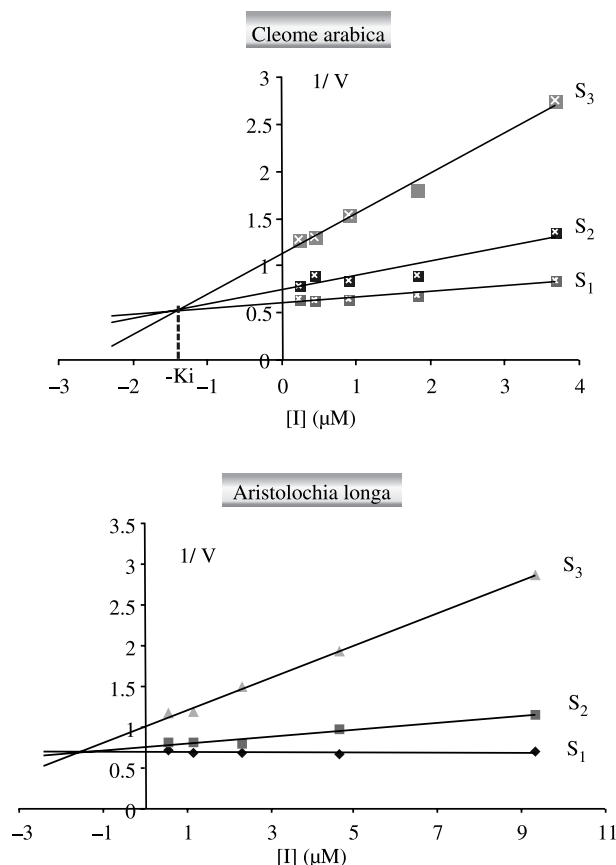 Cleome arabica
1/ V
3
2.5
2
1.5
1
0.5
0
S3
S2
S1
-Ki
−3 −2 −1 0 1 2 3 4
[I] (μM)
Aristolochia longa
1/ V
3.5
3
2.5
2
1.5
1
0.5
0
S3
S2
S1
−3 −1 1 3 5 7 9 11
[I] (μM)